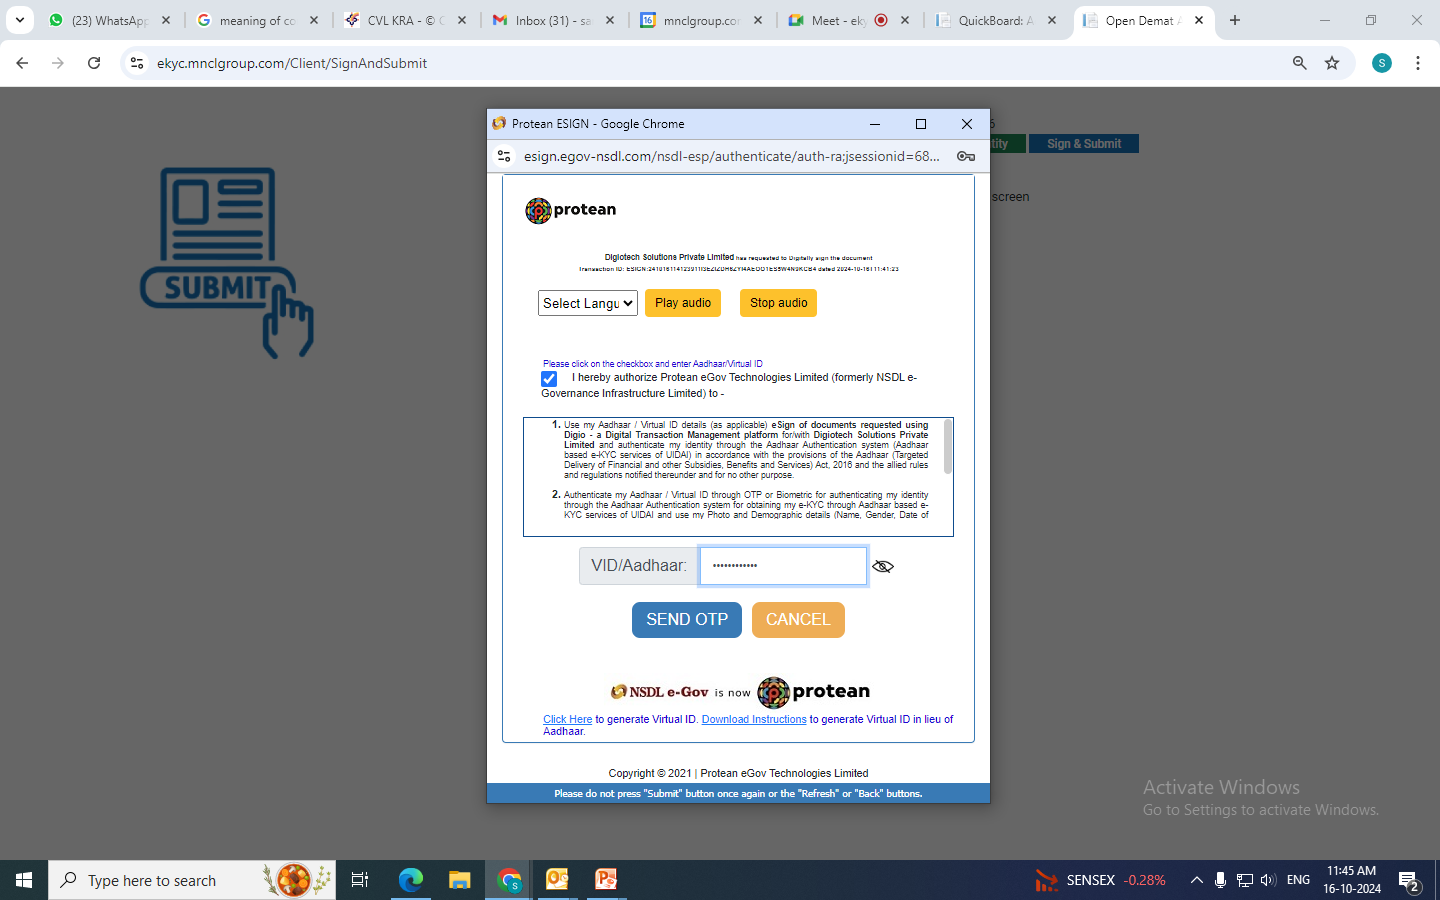 (23) WhatsApp
meaning of co
CVL KRA - ©
Inbox (31) - sa
mnclgroup.con
Meet - eky
QuickBoard: A
Open Demat A
ekyc.mnclgroup.com/Client/SignAndSubmit
S
SUBMIT
Protean ESIGN - Google Chrome
esign.egov-nsdl.com/nsdl-esp/authenticate/auth-ra;jsessionid=68...
protean
Digiotech Solutions Private Limited has requested to Digitally sign the document
dated 2024-10-16T11:41:23
Select Langu
Play audio
Stop audio
Please click on the checkbox and enter Aadhaar/Virtual ID
I hereby authorize Protean eGov Technologies Limited (formerly NSDL e-
Governance Infrastructure Limited) to -
1. Use my Aadhaar / Virtual ID details (as applicable) eSign of documents requested using
Digio - a Digital Transaction Management platform for/with Digiotech Solutions Private
Limited and authenticate my identity through the Aadhaar Authentication system (Aadhaar
based e-KYC services of UIDAI) in accordance with the provisions of the Aadhaar (Targeted
Delivery of Financial and other Subsidies, Benefits and Services) Act, 2016 and the allied rules
and regulations notified thereunder and for no other purpose.
2. Authenticate my Aadhaar / Virtual ID through OTP or Biometric for authenticating my identity
through the Aadhaar Authentication system for obtaining my e-KYC through Aadhaar based e-
KYC services of UIDAI and use my Photo and Demographic details (Name, Gender, Date of
VID/Aadhaar: ••••••••••••
SEND OTP
CANCEL
NSDL e-Gov is now protean
Click Here to generate Virtual ID. Download Instructions to generate Virtual ID in lieu of
Aadhaar.
Copyright © 2021 | Protean eGov Technologies Limited
Please do not press "Submit" button once again or the "Refresh" or "Back" buttons.
6
tity
Sign & Submit
screen
Activate Windows
Go to Settings to activate Windows.
Type here to search
SENSEX -0.28%
ENG
11:45 AM
16-10-2024
2